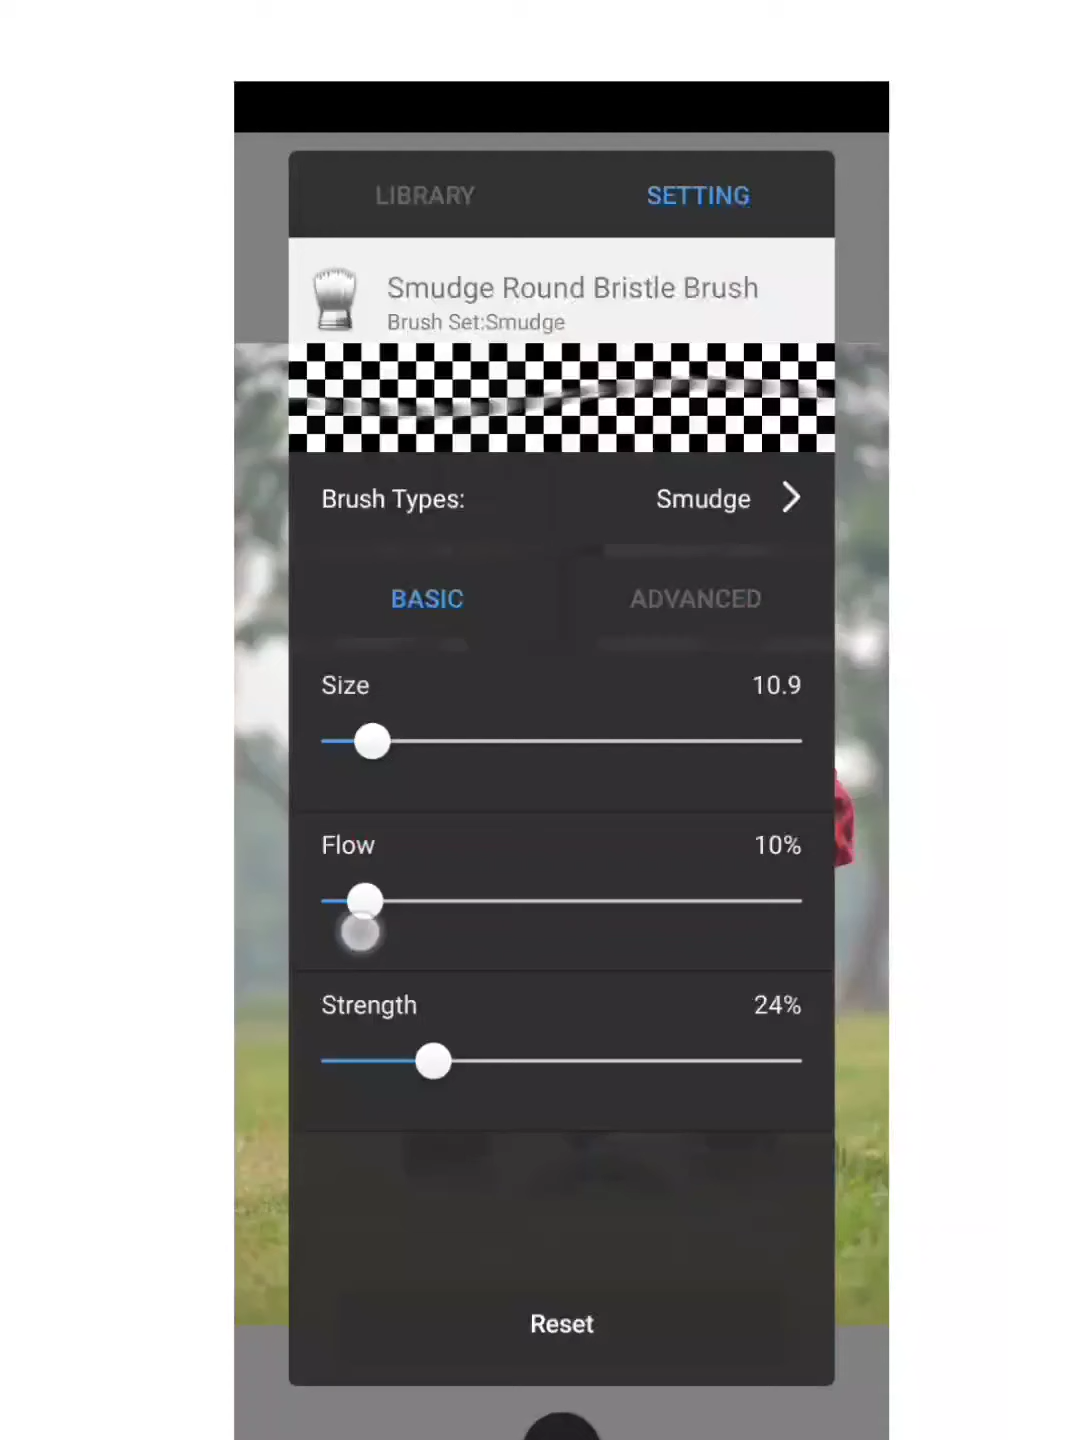 LIBRARY
SETTING
Smudge Round Bristle Brush
Brush Set:Smudge
Brush Types:
Smudge
BASIC
ADVANCED
Size
10.9
Flow
10%
Strength
24%
Reset